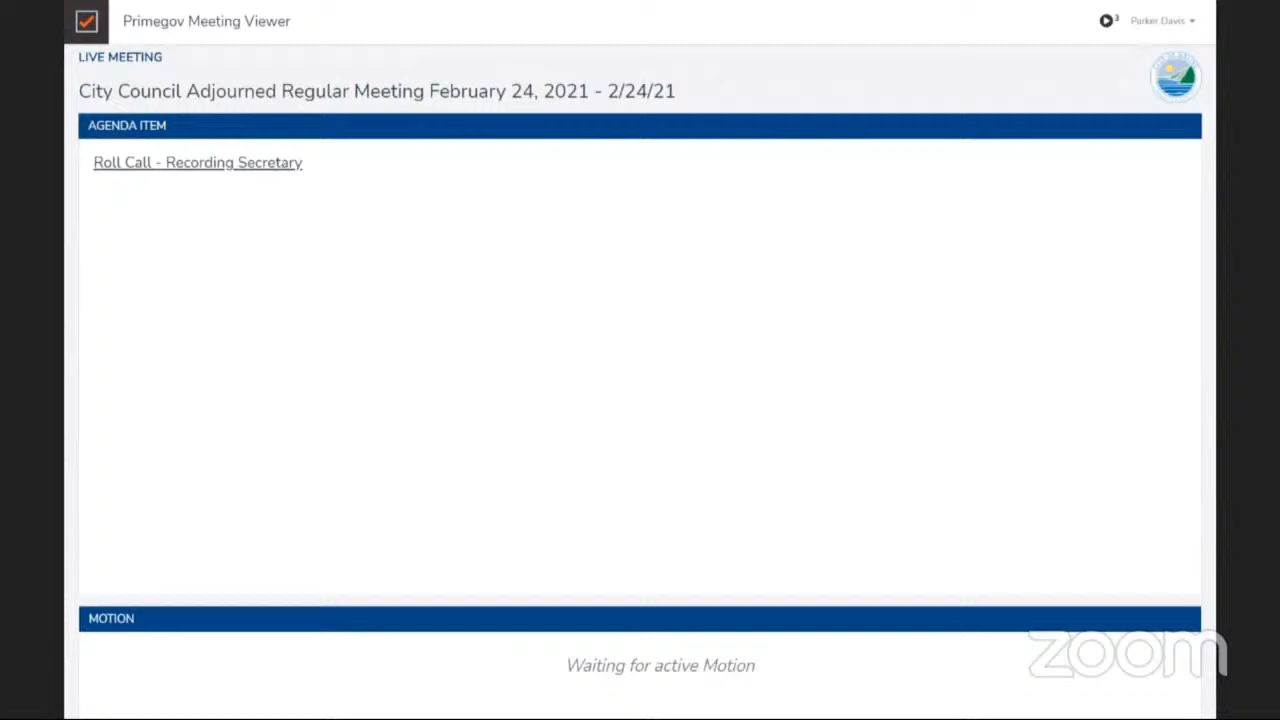 Primegov Meeting Viewer
3
Parker Davis
LIVE MEETING
City Council Adjourned Regular Meeting February 24, 2021 - 2/24/21
AGENDA ITEM
Roll Call - Recording Secretary
MOTION
Waiting for active Motion
zoom